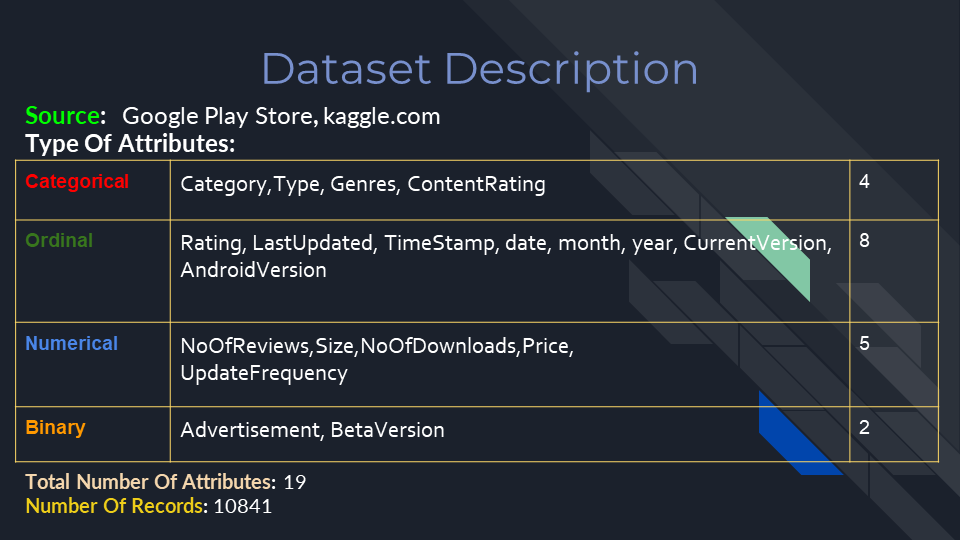 Dataset Description
Source: Google Play Store, kaggle.com
Type Of Attributes:
Categorical Category,Type, Genres, ContentRating 4
Ordinal Rating, LastUpdated, TimeStamp, date, month, year, CurrentVersion, 8
AndroidVersion
Numerical NoOfReviews,Size,NoOfDownloads,Price, 5
UpdateFrequency
Binary Advertisement, BetaVersion 2
Total Number Of Attributes: 19
Number Of Records: 10841